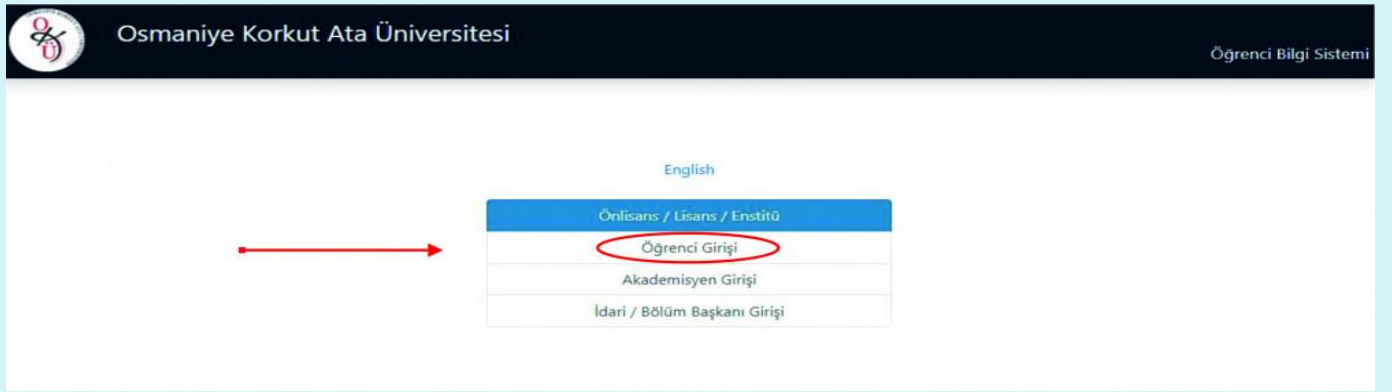 Osmaniye Korkut Ata Üniversitesi
Öğrenci Bilgi Sistemi
English
Önlisans / Lisans / Enstitü
Öğrenci Girişi
Akademisyen Girişi
İdari / Bölüm Başkanı Girişi